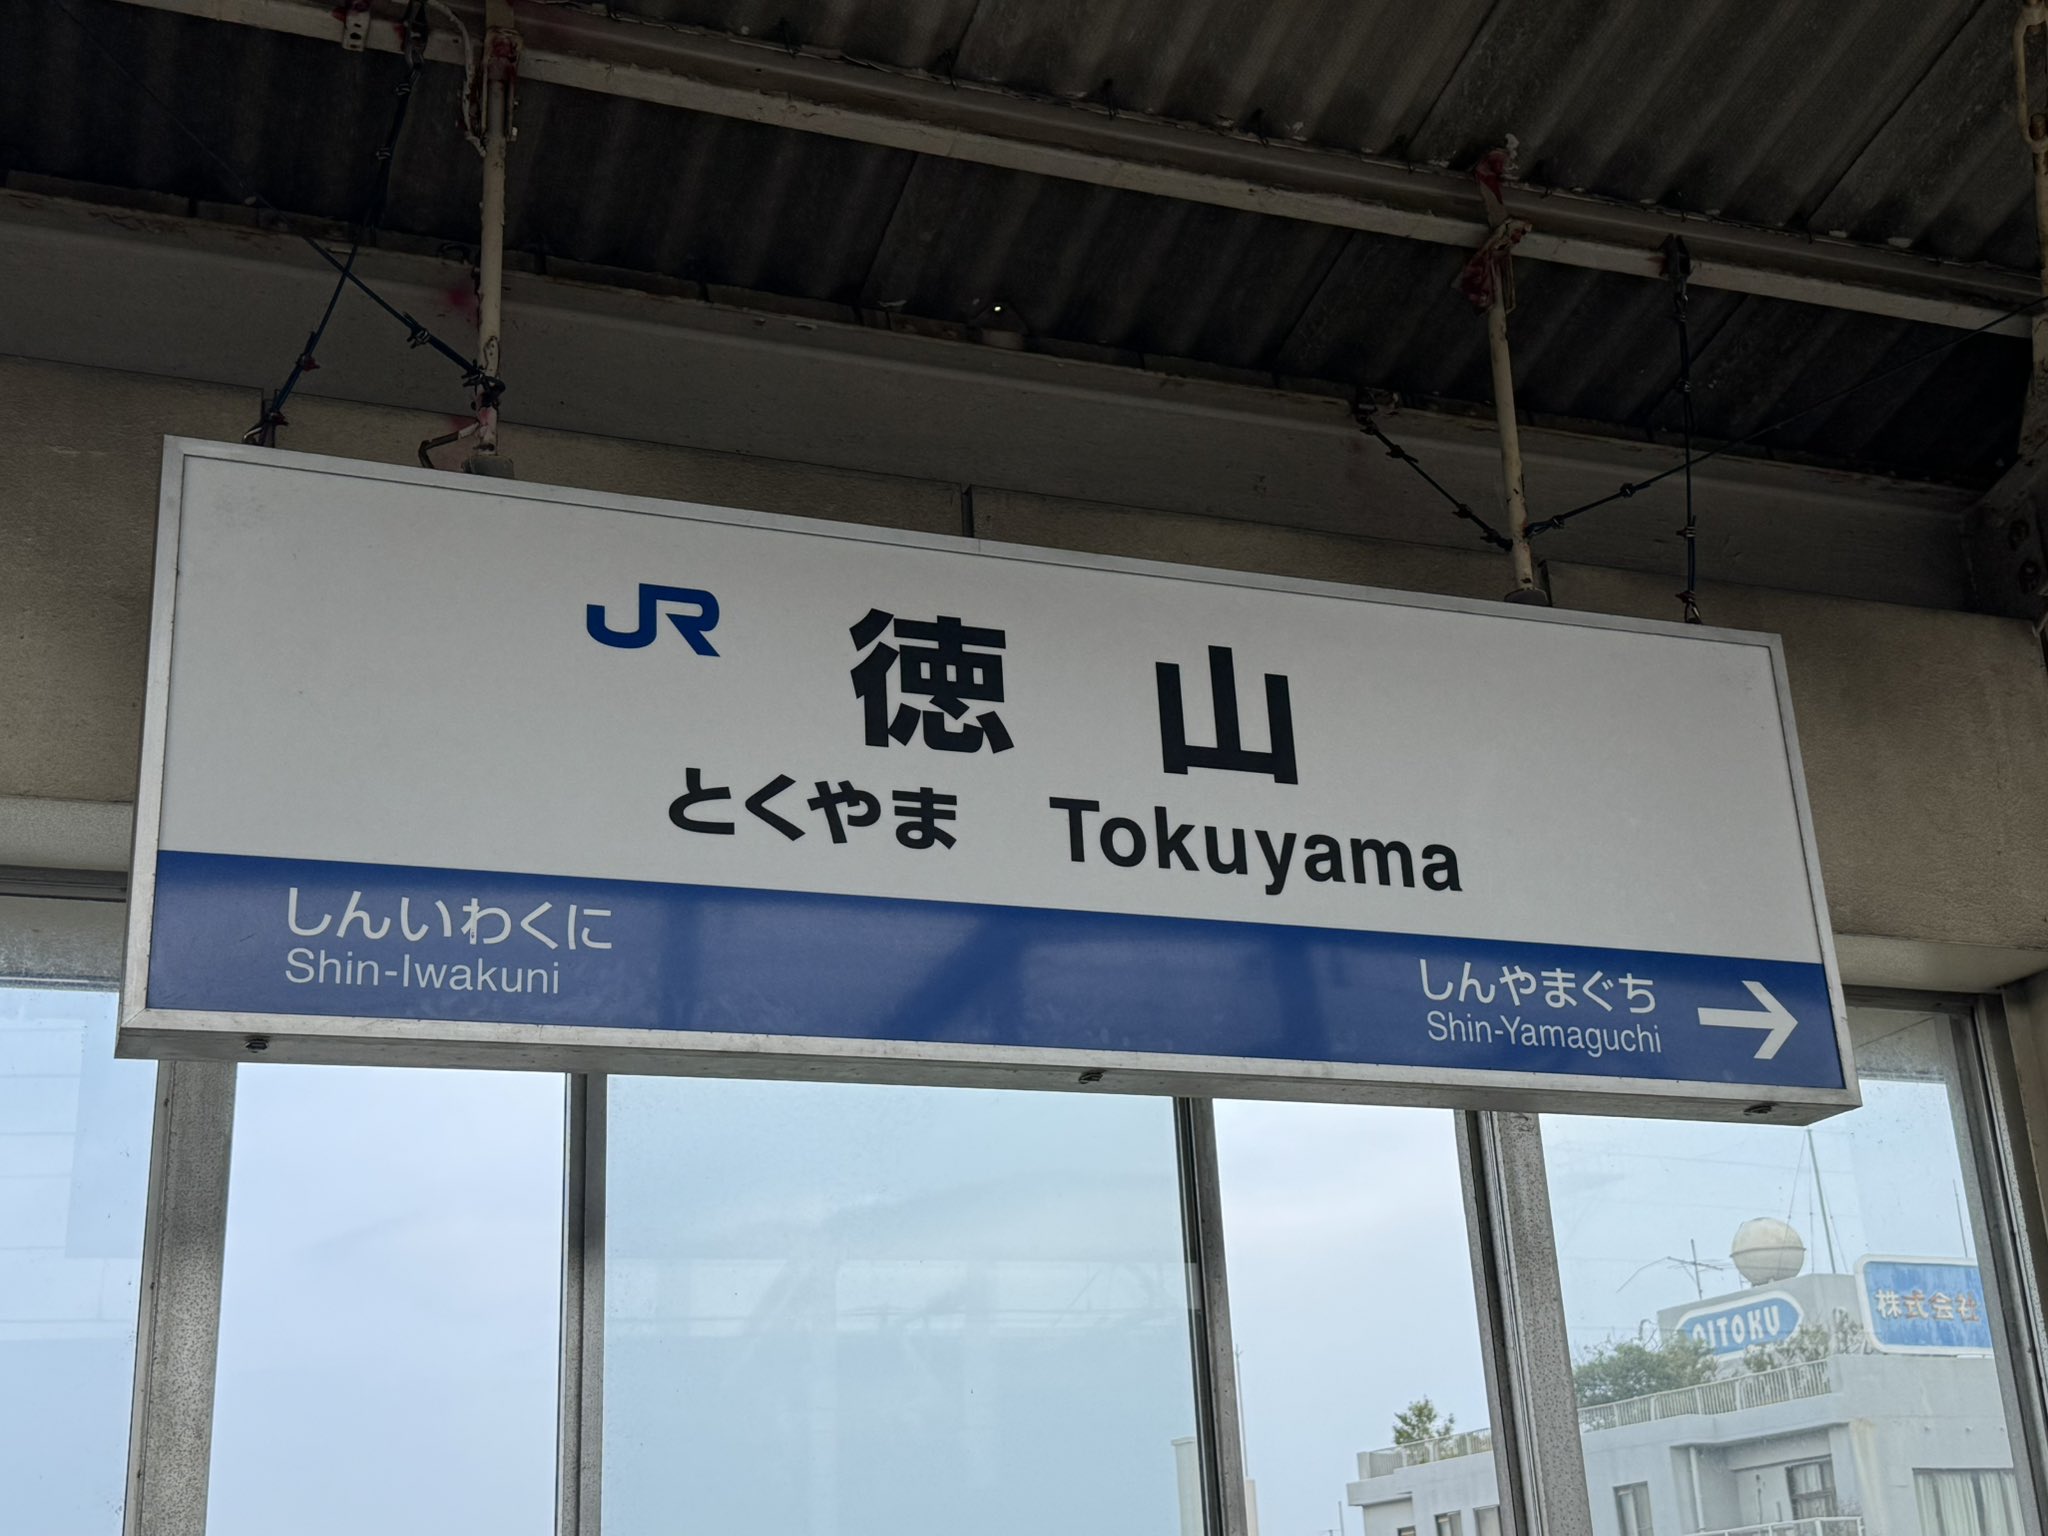 JR 徳山
とくやま Tokuyama
しんいわくに
Shin-Iwakuni
しんやまぐち →
Shin-Yamaguchi
株式会社